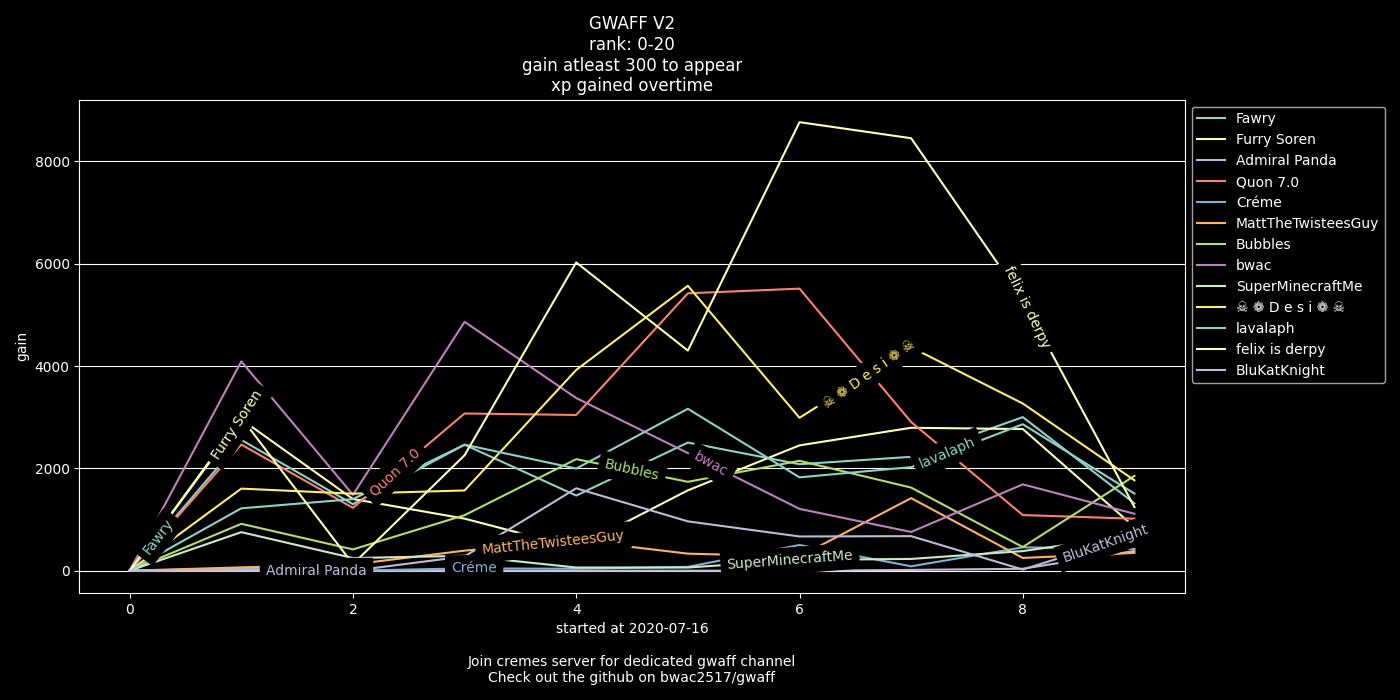 GWAFF V2
rank: 0-20
gain atleast 300 to appear
xp gained overtime
gain
8000
6000
4000
2000
0
0
2
4
6
8
Fawry
Furry Soren
Admiral Panda
Quon 7.0
Créme
MattTheTwisteesGuy
Bubbles
bwac
SuperMinecraftMe
☠ ❁ D e s i ❁ ☠
lavalaph
felix is derpy
BluKatKnight
Fawry
Furry Soren
Admiral Panda
Quon 7.0
Créme
MattTheTwisteesGuy
Bubbles
bwac
SuperMinecraftMe
☠ ❁ D e s i ❁ ☠
lavalaph
felix is derpy
BluKatKnight
started at 2020-07-16
Join cremes server for dedicated gwaff channel
Check out the github on bwac2517/gwaff